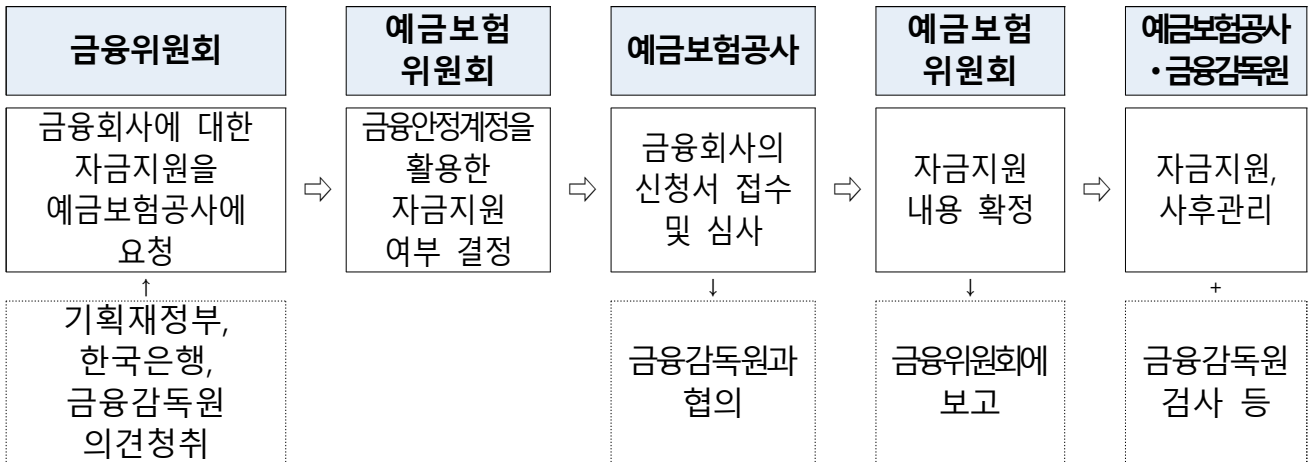 금융위원회
예금보험
위원회
예금보험공사
예금보험
위원회
예금보험공사
·금융감독원
금융회사에 대한
자금지원을
예금보험공사에
요청
⇨
금융안정계정을
활용한
자금지원
여부 결정
⇨
금융회사의
신청서 접수
및 심사
⇨
자금지원
내용 확정
⇨
자금지원,
사후관리
↑
↓
↓
+
기획재정부,
한국은행,
금융감독원
의견청취
금융감독원과
협의
금융위원회에
보고
금융감독원
검사 등